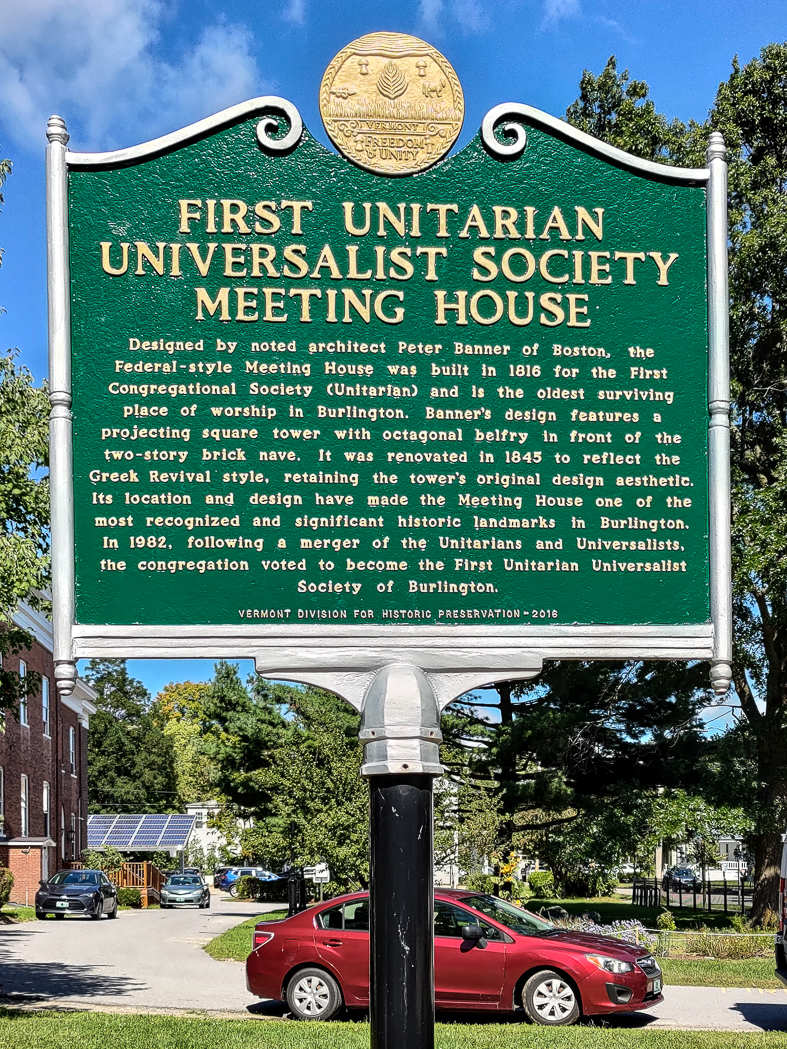 VERMONT
FREEDOM
& UNITY
FIRST UNITARIAN
UNIVERSALIST SOCIETY
MEETING HOUSE
Designed by noted architect Peter Banner of Boston, the
Federal-style Meeting House was built in 1816 for the First
Congregational Society (Unitarian) and is the oldest surviving
place of worship in Burlington. Banner's design features a
projecting square tower with octagonal belfry in front of the
two-story brick nave. It was renovated in 1845 to reflect the
Greek Revival style, retaining the tower's original design aesthetic.
Its location and design have made the Meeting House one of the
most recognized and significant historic landmarks in Burlington.
In 1982, following a merger of the Unitarians and Universalists,
the congregation voted to become the First Unitarian Universalist
Society of Burlington.
VERMONT DIVISION FOR HISTORIC PRESERVATION-2016